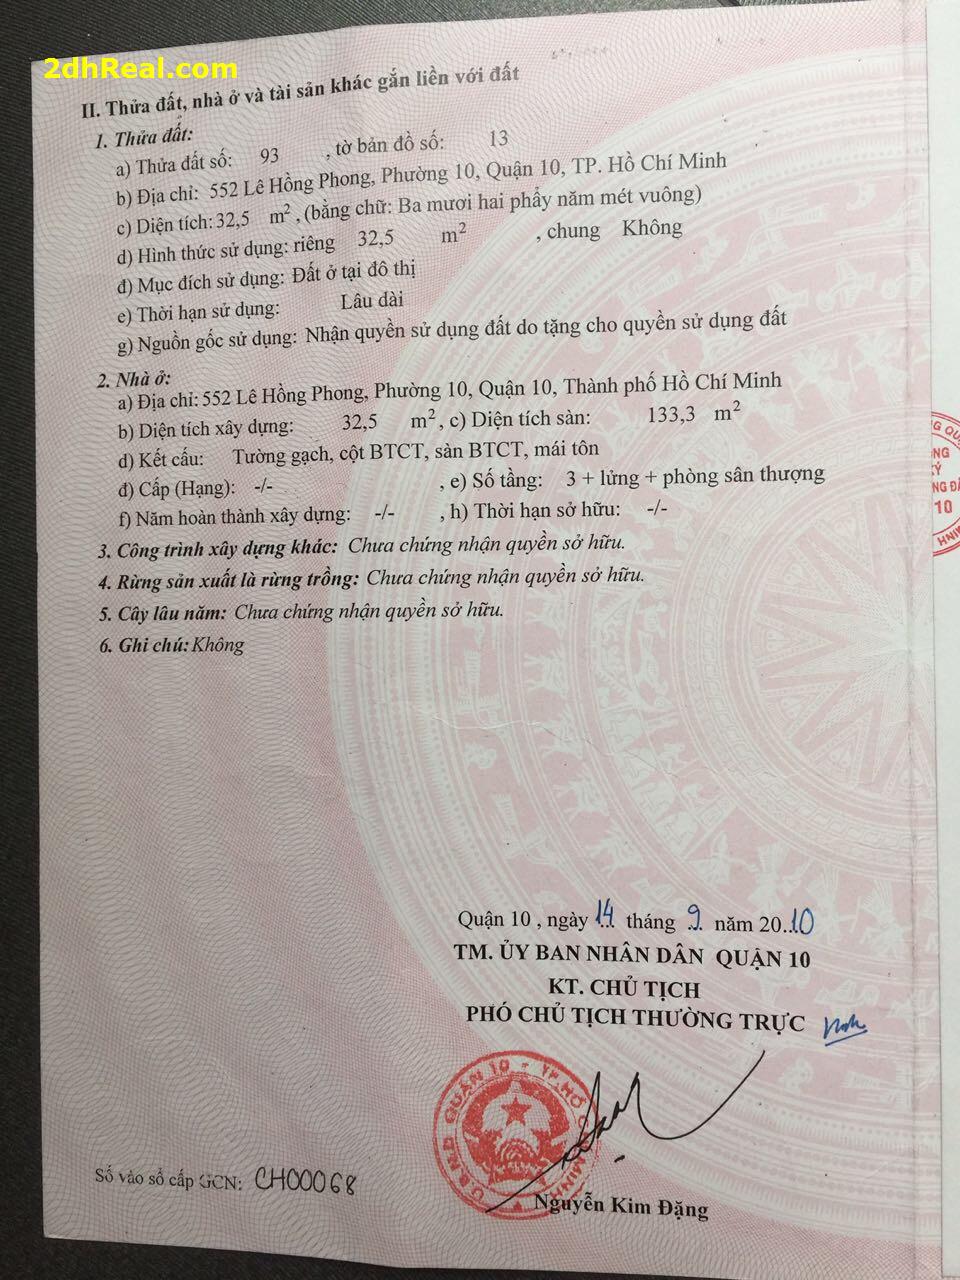 2dhReal.com
II. Thửa đất, nhà ở và tài sản khác gắn liền với đất
1. Thửa đất:
a) Thửa đất số: 93 , tờ bản đồ số: 13
b) Địa chỉ: 552 Lê Hồng Phong, Phường 10, Quận 10, TP. Hồ Chí Minh
c) Diện tích: 32,5 m², (bằng chữ: Ba mươi hai phẩy năm mét vuông)
d) Hình thức sử dụng: riêng 32,5 m² , chung Không
đ) Mục đích sử dụng: Đất ở tại đô thị
e) Thời hạn sử dụng: Lâu dài
g) Nguồn gốc sử dụng: Nhận quyền sử dụng đất do tặng cho quyền sử dụng đất
2. Nhà ở:
a) Địa chỉ: 552 Lê Hồng Phong, Phường 10, Quận 10, Thành phố Hồ Chí Minh
b) Diện tích xây dựng: 32,5 m², c) Diện tích sàn: 133,3 m²
d) Kết cấu: Tường gạch, cột BTCT, sàn BTCT, mái tôn
đ) Cấp (Hạng): -/- , e) Số tầng: 3 + lửng + phòng sân thượng
f) Năm hoàn thành xây dựng: -/- , h) Thời hạn sở hữu: -/-
3. Công trình xây dựng khác: Chưa chứng nhận quyền sở hữu.
4. Rừng sản xuất là rừng trồng: Chưa chứng nhận quyền sở hữu.
5. Cây lâu năm: Chưa chứng nhận quyền sở hữu.
6. Ghi chú: Không
Quận 10 , ngày 14 tháng 9 năm 2010
TM. ỦY BAN NHÂN DÂN QUẬN 10
KT. CHỦ TỊCH
PHÓ CHỦ TỊCH THƯỜNG TRỰC
U.B.N.D QUẬN 10 - TP.HỒ CHÍ MINH
Nguyễn Kim Đặng
Số vào sổ cấp GCN: CH00068